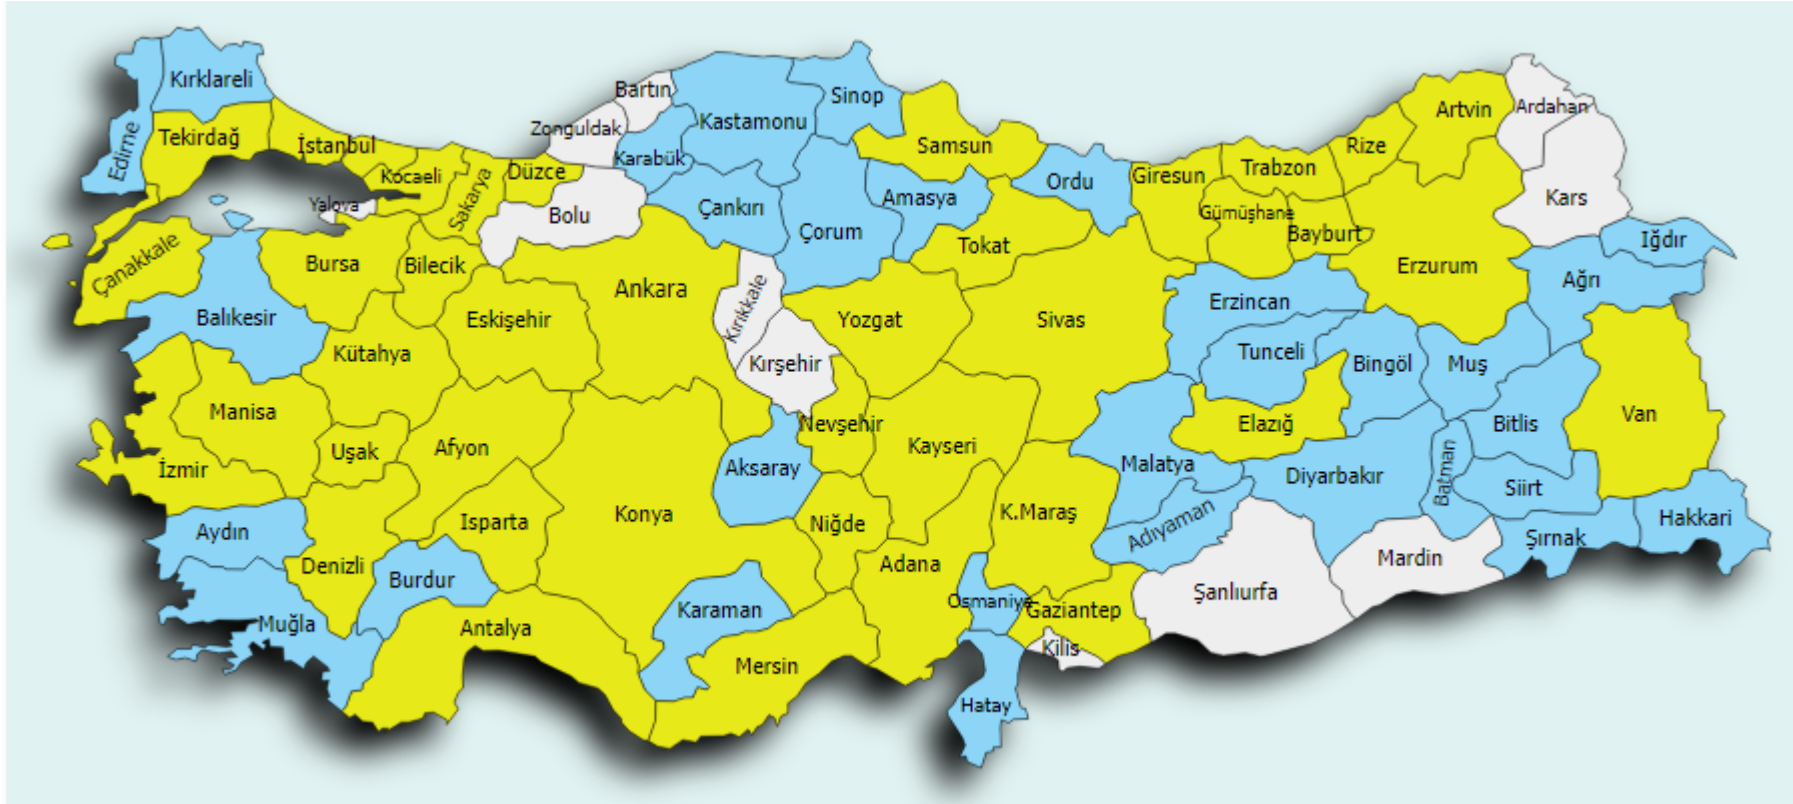 Kırklareli
Edirne
Tekirdağ
İstanbul
Kocaeli
Sakarya
Düzce
Yalova
Bolu
Zonguldak
Bartın
Karabük
Kastamonu
Sinop
Çankırı
Çorum
Samsun
Amasya
Tokat
Ordu
Giresun
Gümüşhane
Trabzon
Bayburt
Rize
Artvin
Ardahan
Kars
Iğdır
Ağrı
Erzurum
Erzincan
Çanakkale
Balıkesir
Bursa
Bilecik
Kütahya
Eskişehir
Ankara
Kırıkkale
Kırşehir
Yozgat
Sivas
Tunceli
Bingöl
Muş
Bitlis
Van
Manisa
İzmir
Uşak
Afyon
Aksaray
Nevşehir
Kayseri
Malatya
Elazığ
Diyarbakır
Batman
Siirt
Şırnak
Hakkari
Aydın
Denizli
Isparta
Burdur
Konya
Niğde
Adana
K.Maraş
Adıyaman
Şanlıurfa
Mardin
Muğla
Antalya
Karaman
Mersin
Osmaniye
Gaziantep
Kilis
Hatay